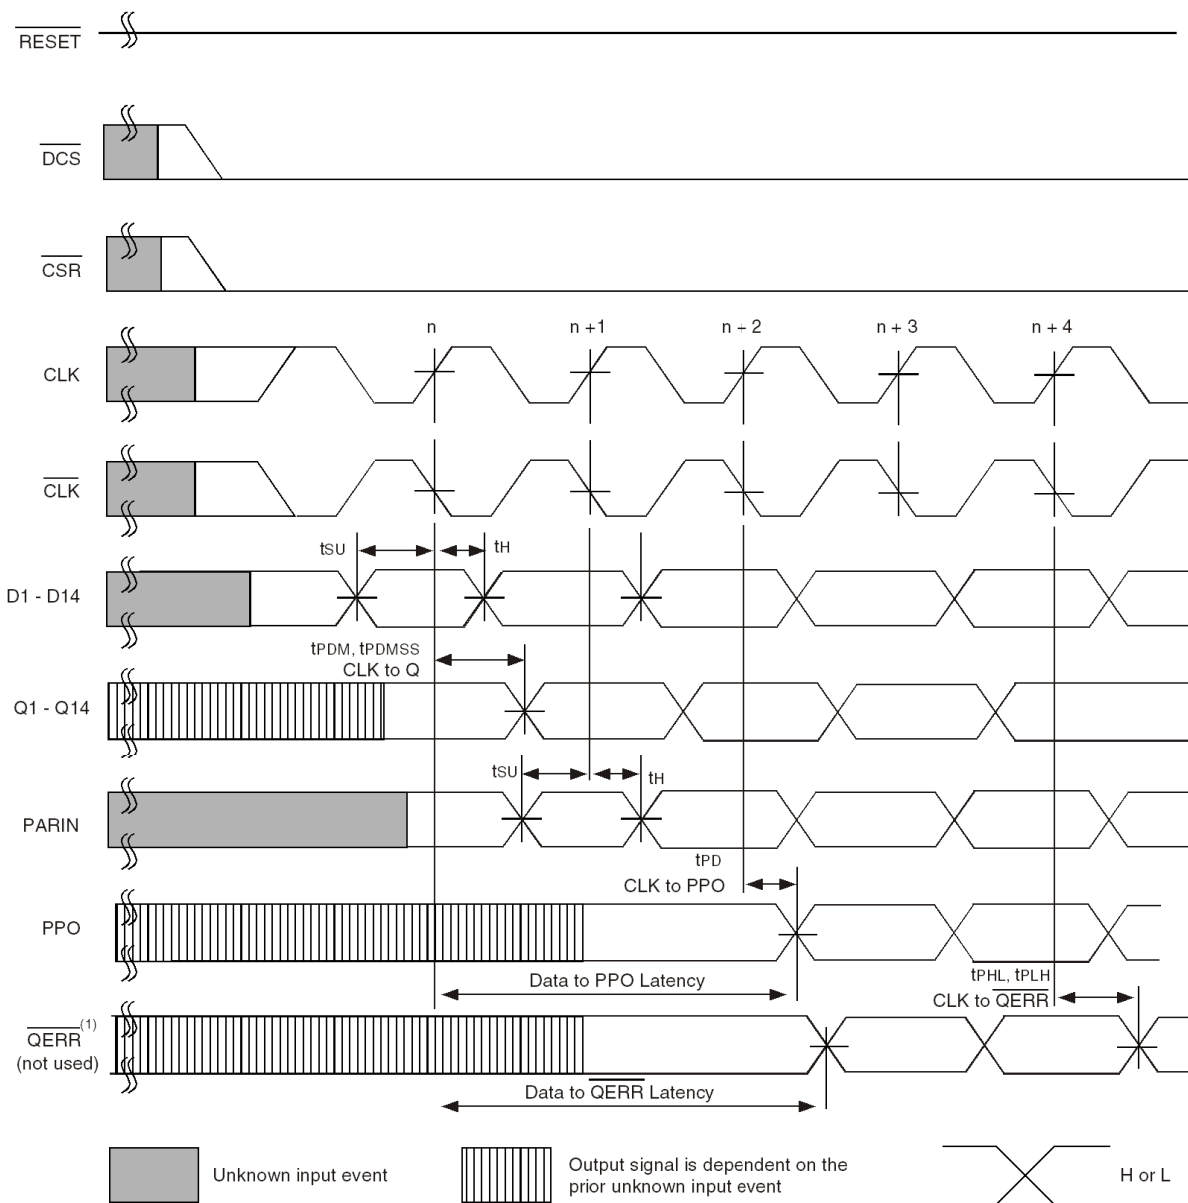 RESET
DCS
CSR
n n +1 n + 2 n + 3 n + 4
CLK
CLK
tSU tH
D1 - D14
tPDM, tPDMSS
CLK to Q
Q1 - Q14
tSU tH
PARIN
tPD
CLK to PPO
PPO
Data to PPO Latency
tPHL, tPLH
CLK to QERR
QERR(1)
(not used)
Data to QERR Latency
Unknown input event
Output signal is dependent on the
prior unknown input event
H or L